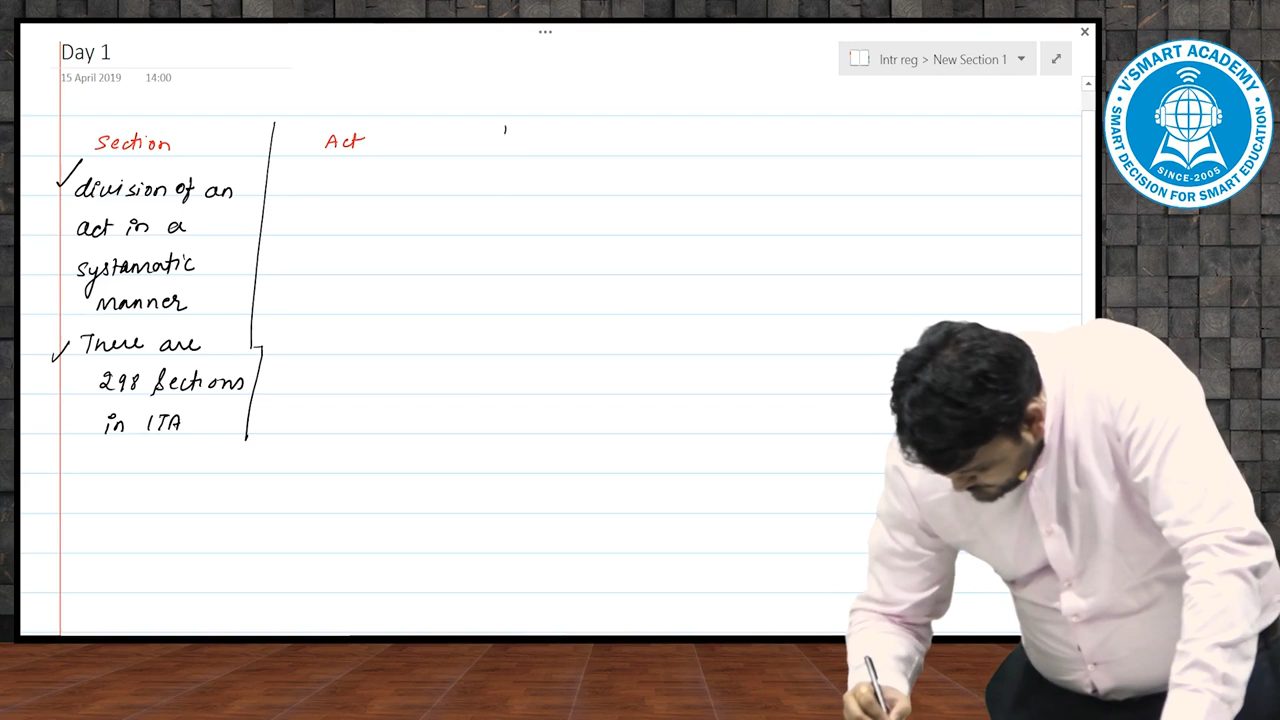 Day 1
15 April 2019 14:00
Intr reg > New Section 1
Section
Act
division of an
act in a
systamatic
manner
There are
298 Sections
in ITA
V'SMART ACADEMY
SINCE-2005
SMART DECISION FOR SMART EDUCATION